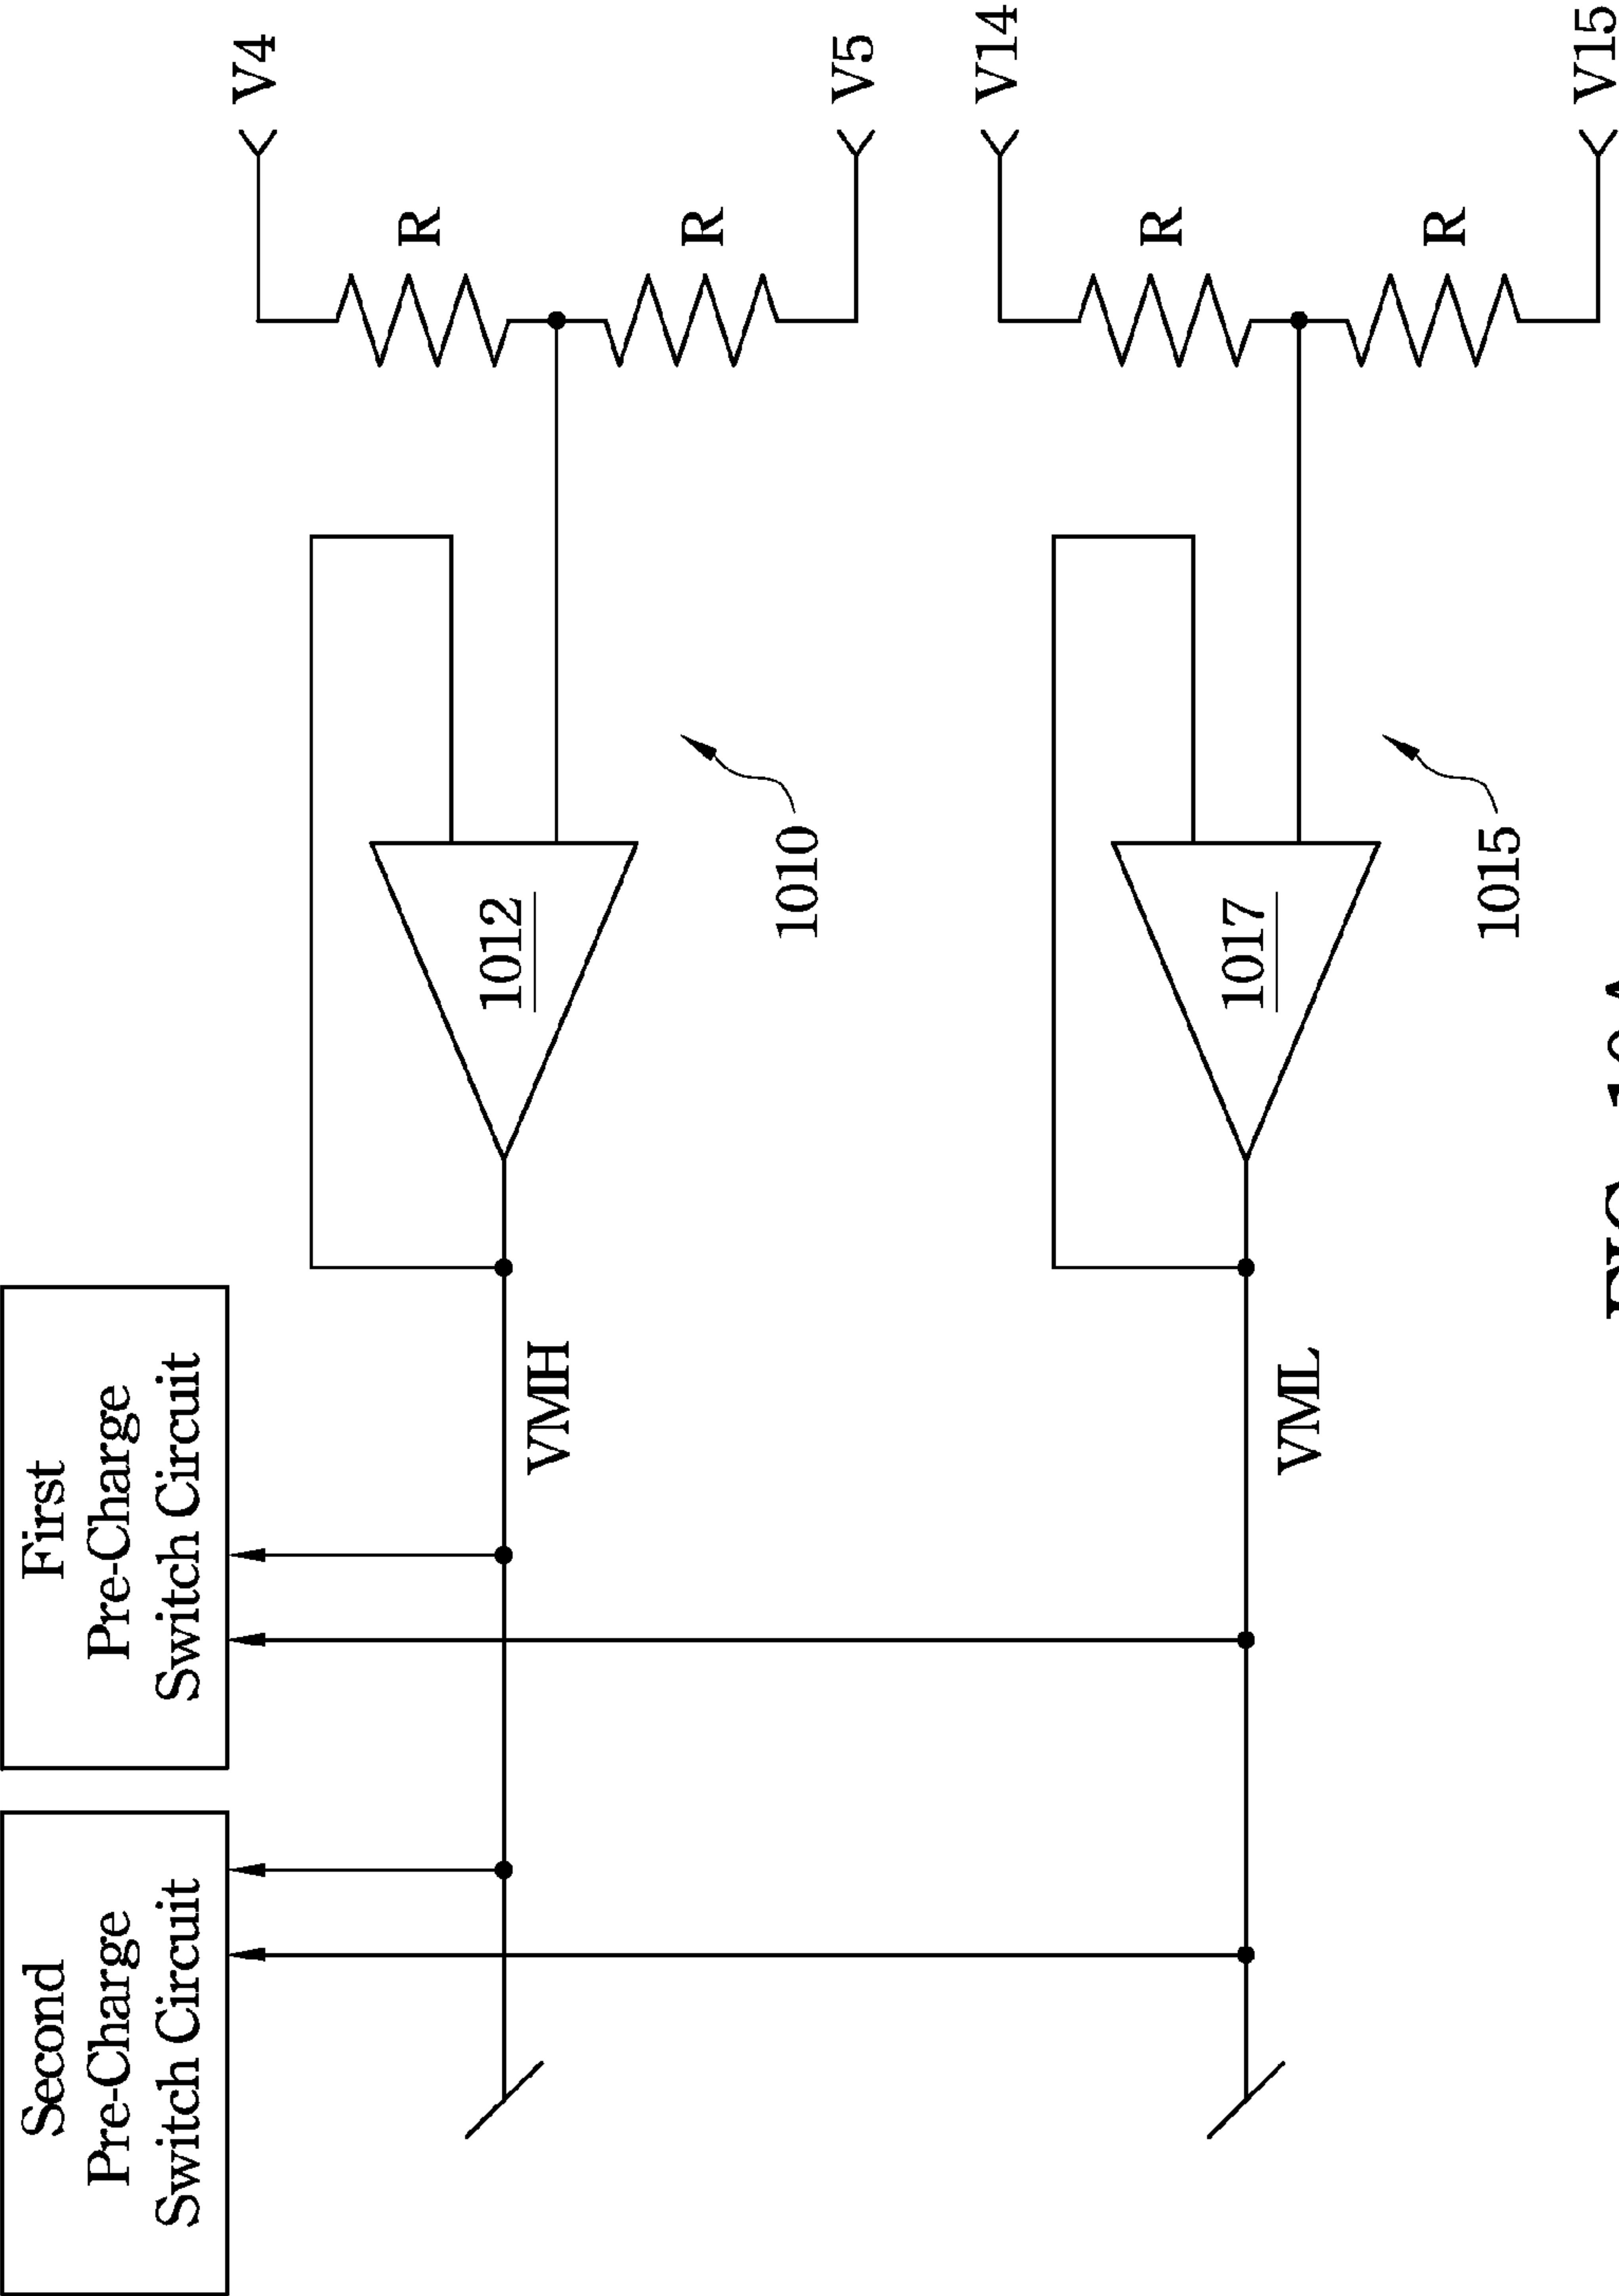 Second
Pre-Charge
Switch Circuit
First
Pre-Charge
Switch Circuit
VMH
1012
1010
R
R
V4
V5
VML
1017
1015
R
R
V14
V15